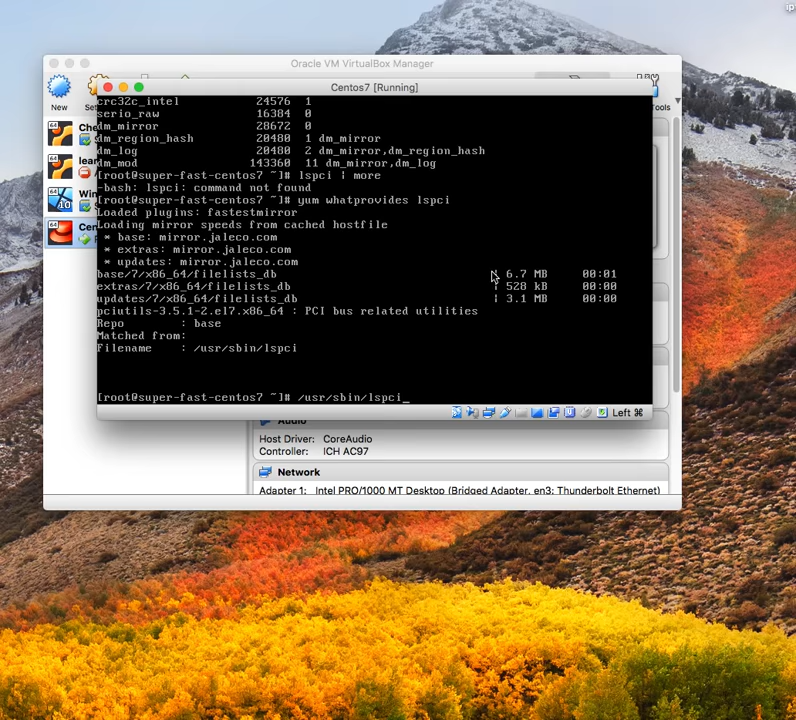 ip
Oracle VM VirtualBox Manager
New
Tools
Centos7 [Running]
crc32c_intel 24576 1
serio_raw 16384 0
dm_mirror 28672 0
dm_region_hash 20480 1 dm_mirror
dm_log 20480 2 dm_mirror,dm_region_hash
dm_mod 143360 11 dm_mirror,dm_log
[root@super-fast-centos7 ~]# lspci | more
-bash: lspci: command not found
[root@super-fast-centos7 ~]# yum whatprovides lspci
Loaded plugins: fastestmirror
Loading mirror speeds from cached hostfile
* base: mirror.jaleco.com
* extras: mirror.jaleco.com
* updates: mirror.jaleco.com
base/7/x86_64/filelists_db | 6.7 MB 00:01
extras/7/x86_64/filelists_db | 528 kB 00:00
updates/7/x86_64/filelists_db | 3.1 MB 00:00
pciutils-3.5.1-2.el7.x86_64 : PCI bus related utilities
Repo : base
Matched from:
Filename : /usr/sbin/lspci
[root@super-fast-centos7 ~]# /usr/sbin/lspci_
Left ⌘
Audio
Host Driver: CoreAudio
Controller: ICH AC97
Network
Adapter 1: Intel PRO/1000 MT Desktop (Bridged Adapter, en3: Thunderbolt Ethernet)